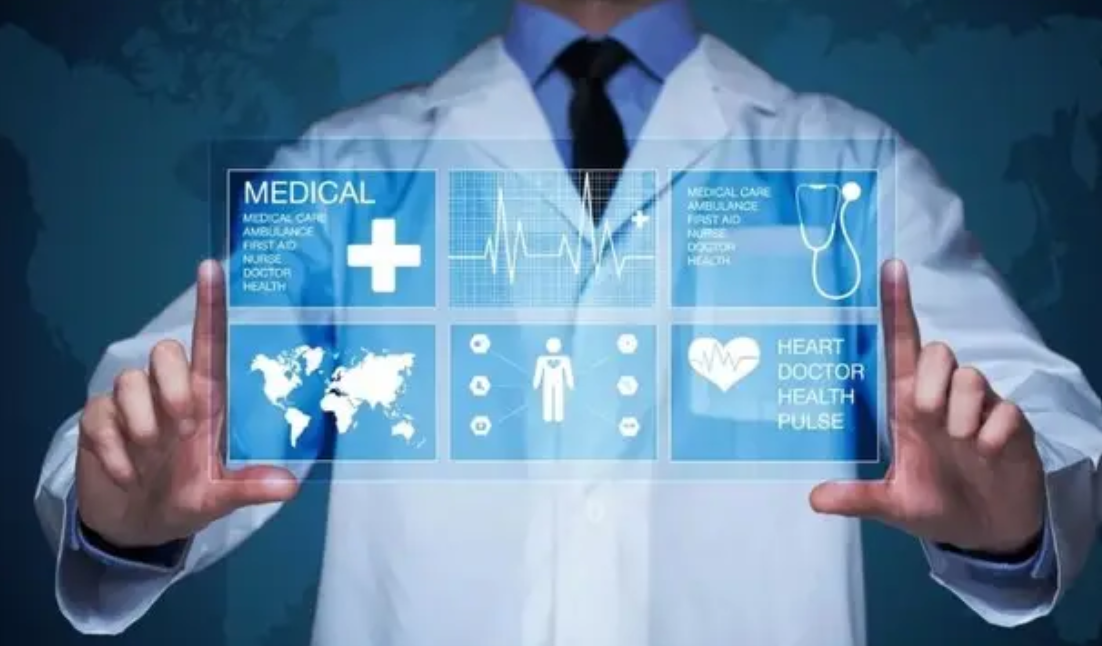 MEDICAL
MEDICAL CARE
AMBULANCE
FIRST AID
NURSE
DOCTOR
HEALTH
MEDICAL CARE
AMBULANCE
FIRST AID
NURSE
DOCTOR
HEALTH
HEART
DOCTOR
HEALTH
PULSE